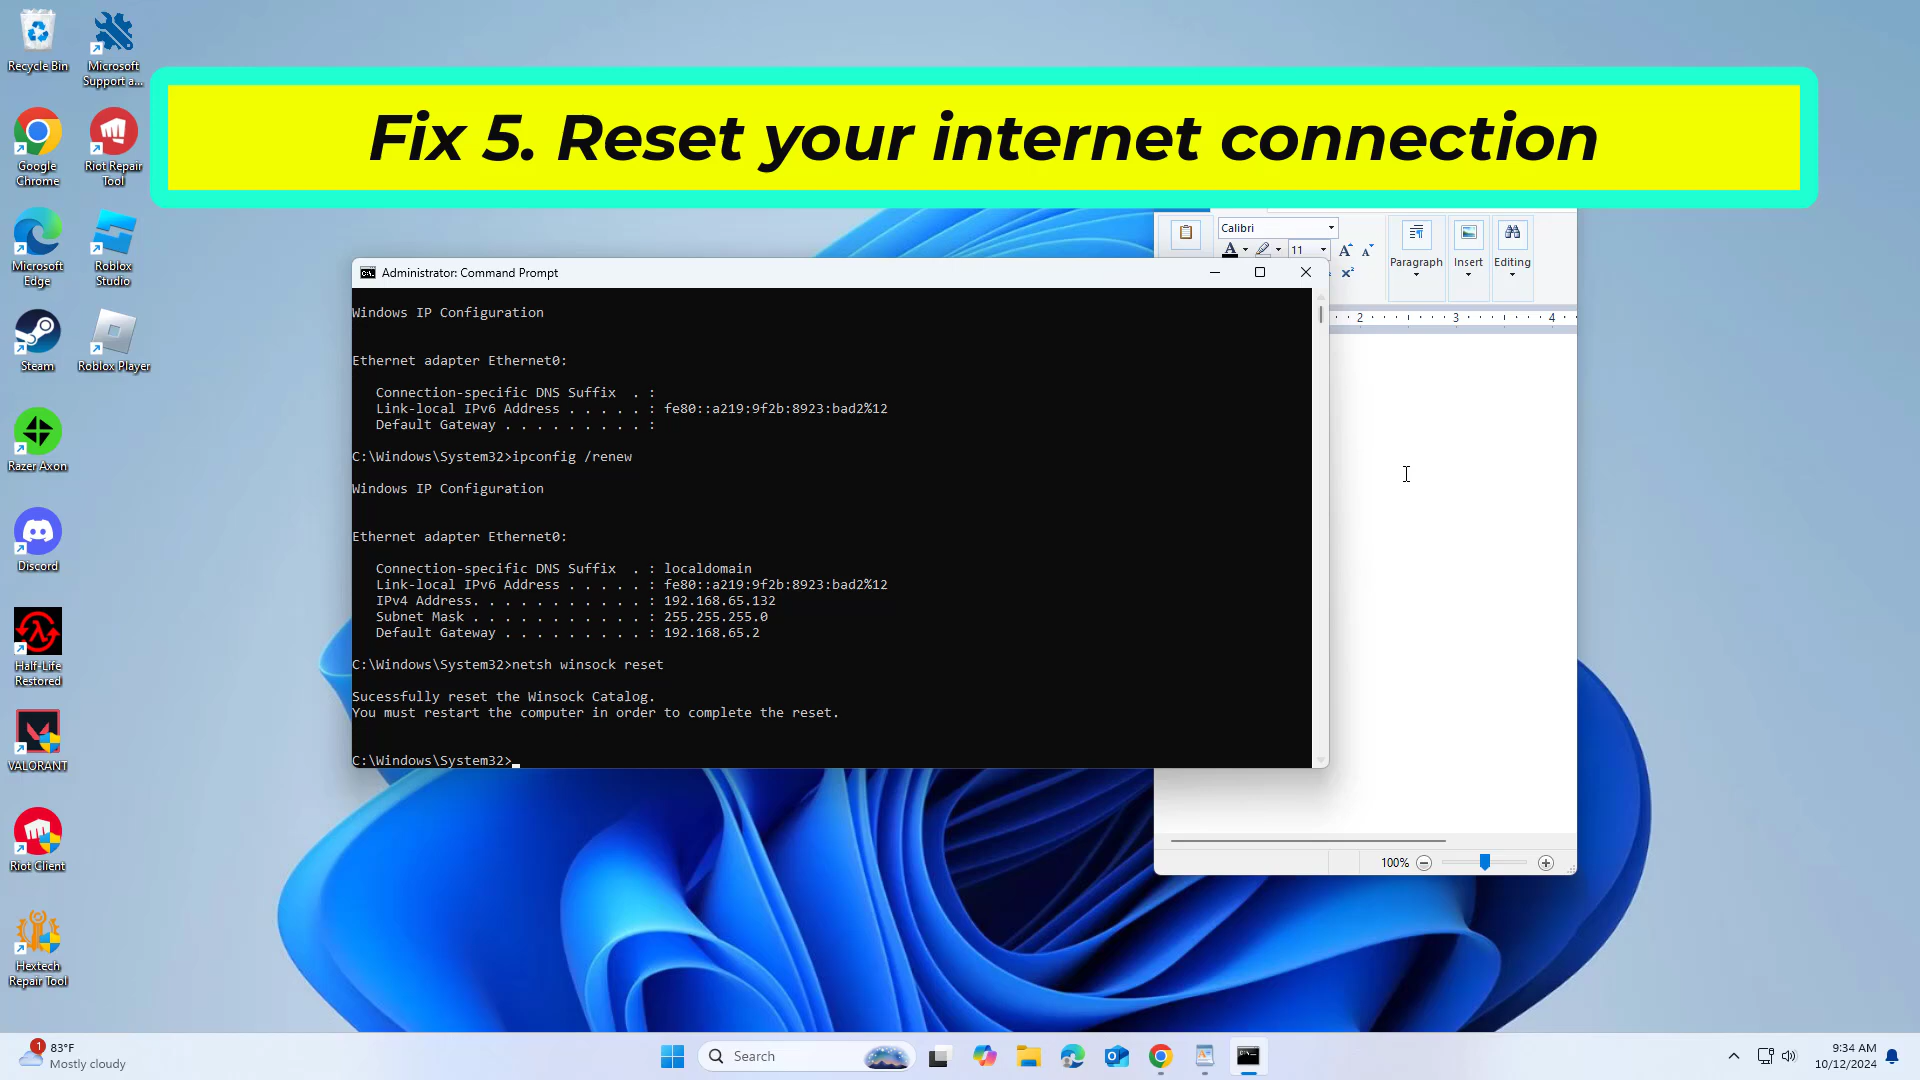 Recycle Bin
Microsoft
Support a...
Google
Chrome
Riot Repair
Tool
Microsoft
Edge
Roblox
Studio
Steam
Roblox Player
Razer Axon
Discord
Half-Life
Restored
VALORANT
Riot Client
Hextech
Repair Tool
Fix 5. Reset your internet connection
Calibri
11
A
Paragraph
Insert
Editing
2 3 4
100%
Administrator: Command Prompt
Windows IP Configuration
Ethernet adapter Ethernet0:
Connection-specific DNS Suffix . :
Link-local IPv6 Address . . . . . : fe80::a219:9f2b:8923:bad2%12
Default Gateway . . . . . . . . . :
C:\Windows\System32>ipconfig /renew
Windows IP Configuration
Ethernet adapter Ethernet0:
Connection-specific DNS Suffix . : localdomain
Link-local IPv6 Address . . . . . : fe80::a219:9f2b:8923:bad2%12
IPv4 Address. . . . . . . . . . . : 192.168.65.132
Subnet Mask . . . . . . . . . . . : 255.255.255.0
Default Gateway . . . . . . . . . : 192.168.65.2
C:\Windows\System32>netsh winsock reset
Sucessfully reset the Winsock Catalog.
You must restart the computer in order to complete the reset.
C:\Windows\System32>
1
83°F
Mostly cloudy
Search
9:34 AM
10/12/2024